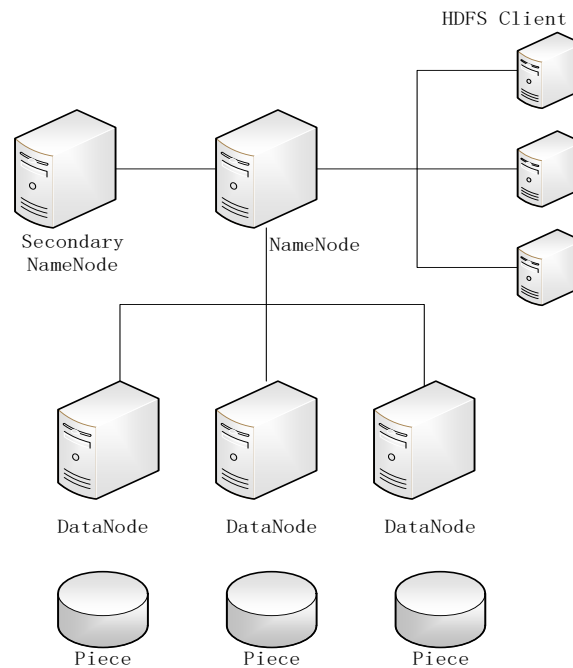 HDFS Client
Secondary
NameNode
NameNode
DataNode
DataNode
DataNode
Piece
Piece
Piece